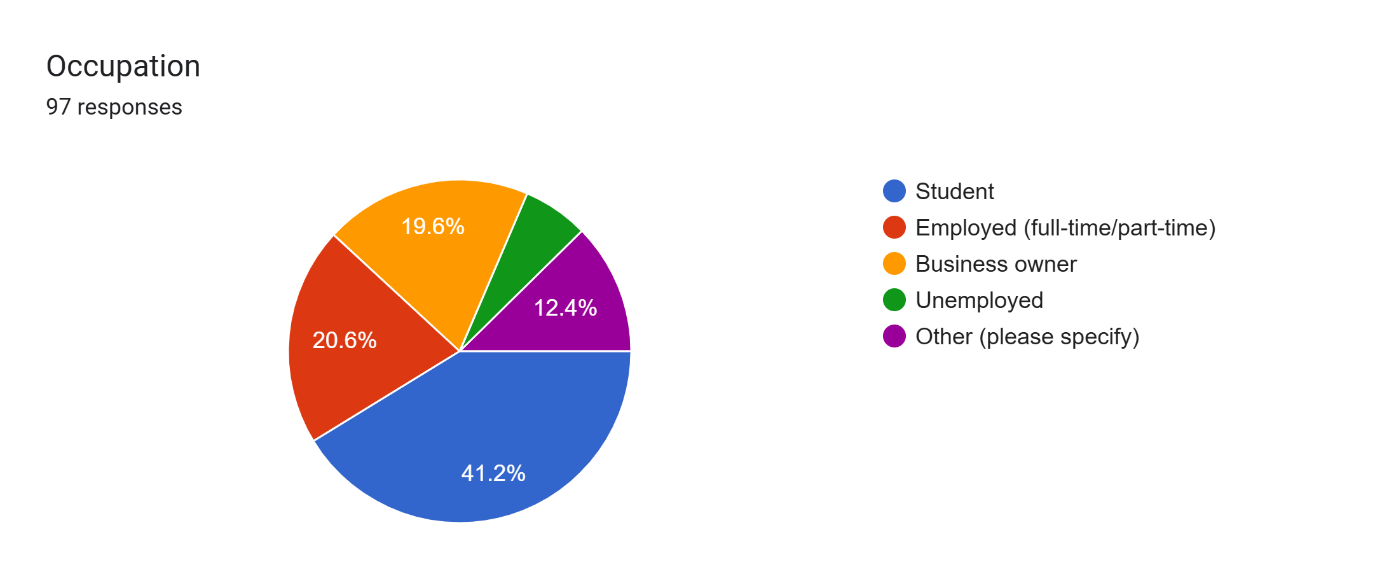 Occupation
97 responses
19.6%
12.4%
20.6%
41.2%
Student
Employed (full-time/part-time)
Business owner
Unemployed
Other (please specify)